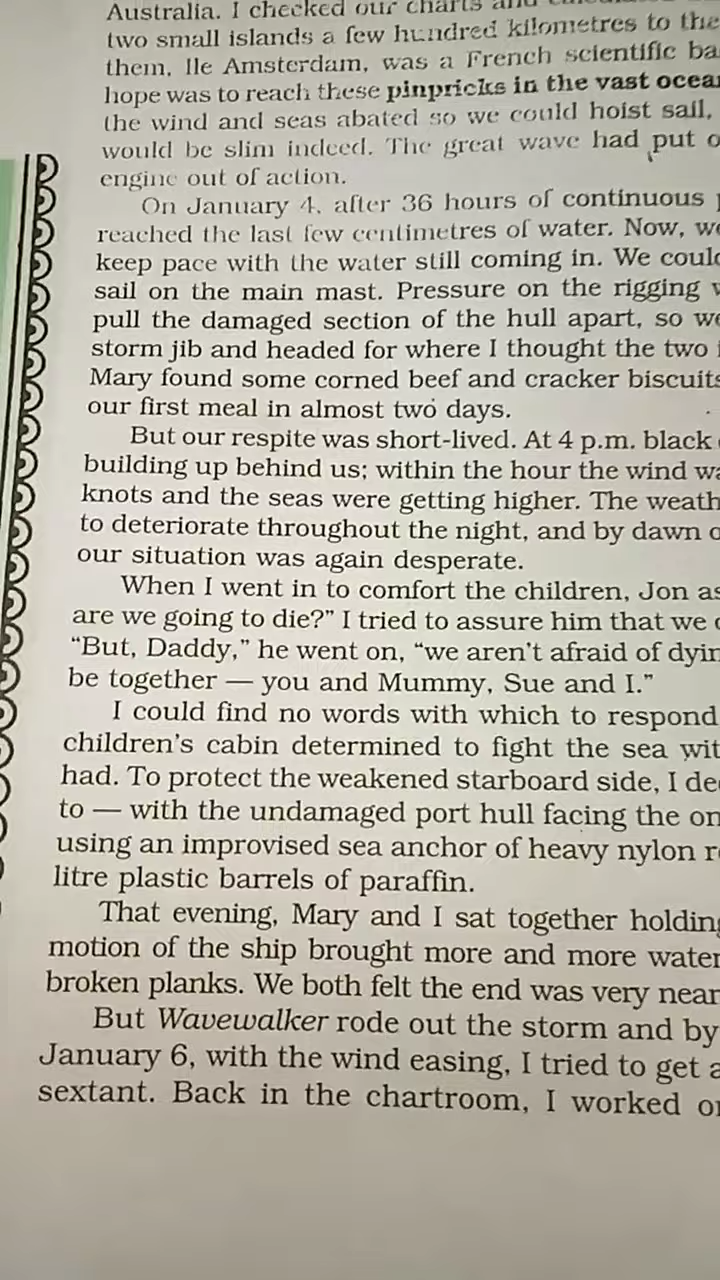 Australia. I checked our charts and
two small islands a few hundred kilometres to the
them, Ile Amsterdam, was a French scientific ba
hope was to reach these pinpricks in the vast ocea
the wind and seas abated so we could hoist sail,
would be slim indeed. The great wave had put o
engine out of action.
On January 4, after 36 hours of continuous p
reached the last few centimetres of water. Now, we
keep pace with the water still coming in. We coul
sail on the main mast. Pressure on the rigging w
pull the damaged section of the hull apart, so we
storm jib and headed for where I thought the two i
Mary found some corned beef and cracker biscuits
our first meal in almost two days.
But our respite was short-lived. At 4 p.m. black
building up behind us; within the hour the wind wa
knots and the seas were getting higher. The weath
to deteriorate throughout the night, and by dawn o
our situation was again desperate.
When I went in to comfort the children, Jon as
are we going to die?” I tried to assure him that we c
“But, Daddy,” he went on, “we aren’t afraid of dyin
be together — you and Mummy, Sue and I.”
I could find no words with which to respond
children’s cabin determined to fight the sea wit
had. To protect the weakened starboard side, I de
to — with the undamaged port hull facing the on
using an improvised sea anchor of heavy nylon r
litre plastic barrels of paraffin.
That evening, Mary and I sat together holding
motion of the ship brought more and more water
broken planks. We both felt the end was very near
But Wavewalker rode out the storm and by
January 6, with the wind easing, I tried to get a
sextant. Back in the chartroom, I worked on